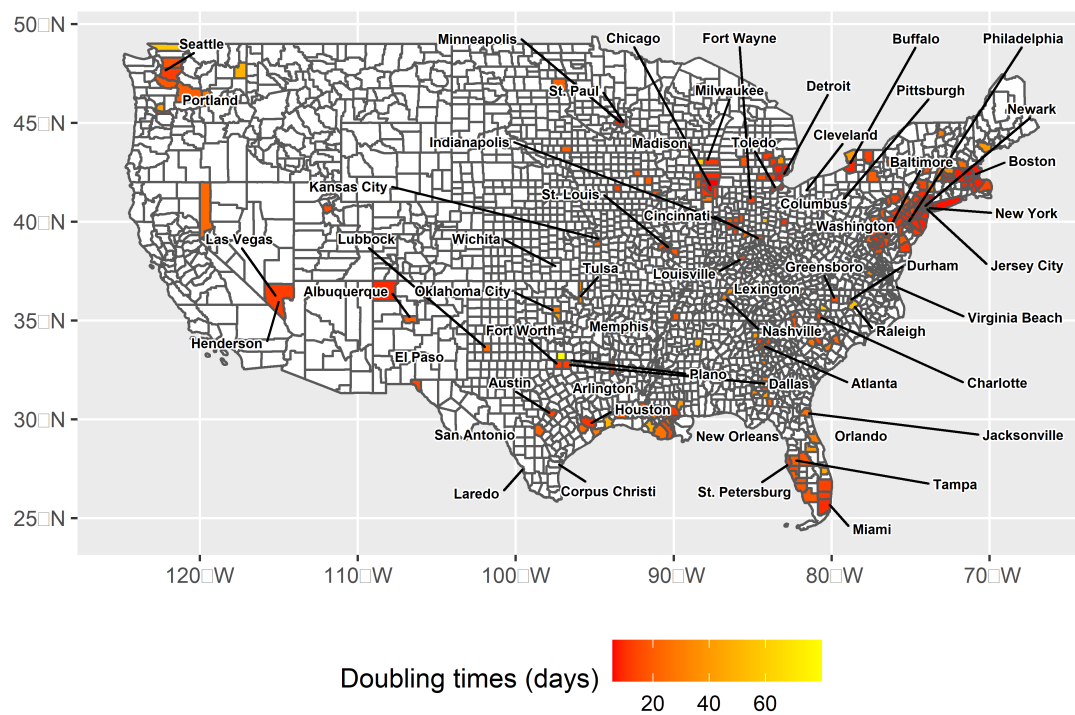 50□N
45□N
40□N
35□N
30□N
25□N
Minneapolis
Chicago
Fort Wayne
Buffalo
Philadelphia
Seattle
St. Paul
Milwaukee
Detroit
Pittsburgh
Portland
Newark
Indianapolis
Madison
Toledo
Cleveland
Baltimore
Boston
Kansas City
St. Louis
Columbus
Cincinnati
Washington
New York
Las Vegas
Lubbock
Wichita
Tulsa
Louisville
Greensboro
Durham
Jersey City
Albuquerque
Oklahoma City
Lexington
Virginia Beach
Henderson
Fort Worth
Memphis
Nashville
Raleigh
El Paso
Plano
Austin
Arlington
Dallas
Atlanta
Charlotte
Houston
San Antonio
New Orleans
Orlando
Jacksonville
Laredo
Corpus Christi
St. Petersburg
Tampa
Miami
120□W
110□W
100□W
90□W
80□W
70□W
Doubling times (days)
20
40
60